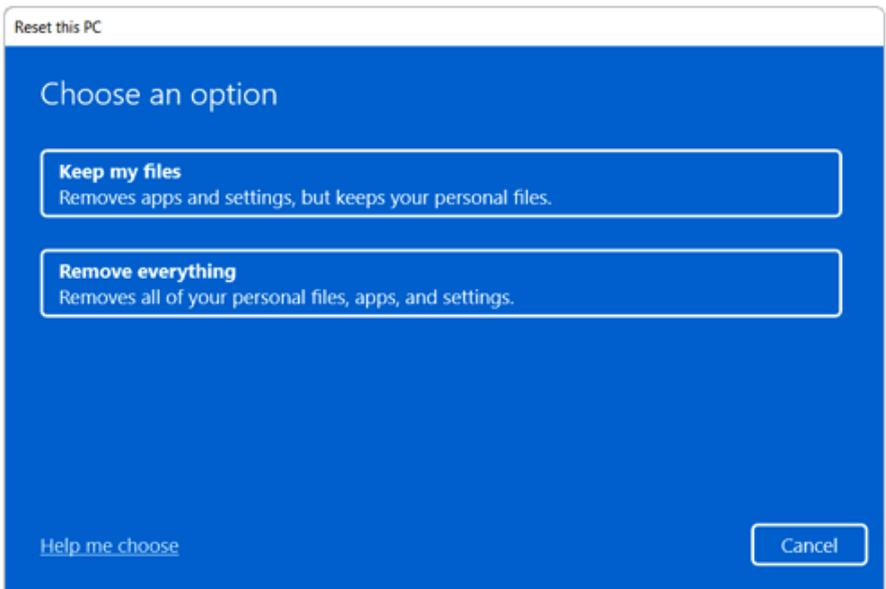 Reset this PC
Choose an option
Keep my files
Removes apps and settings, but keeps your personal files.
Remove everything
Removes all of your personal files, apps, and settings.
Help me choose
Cancel